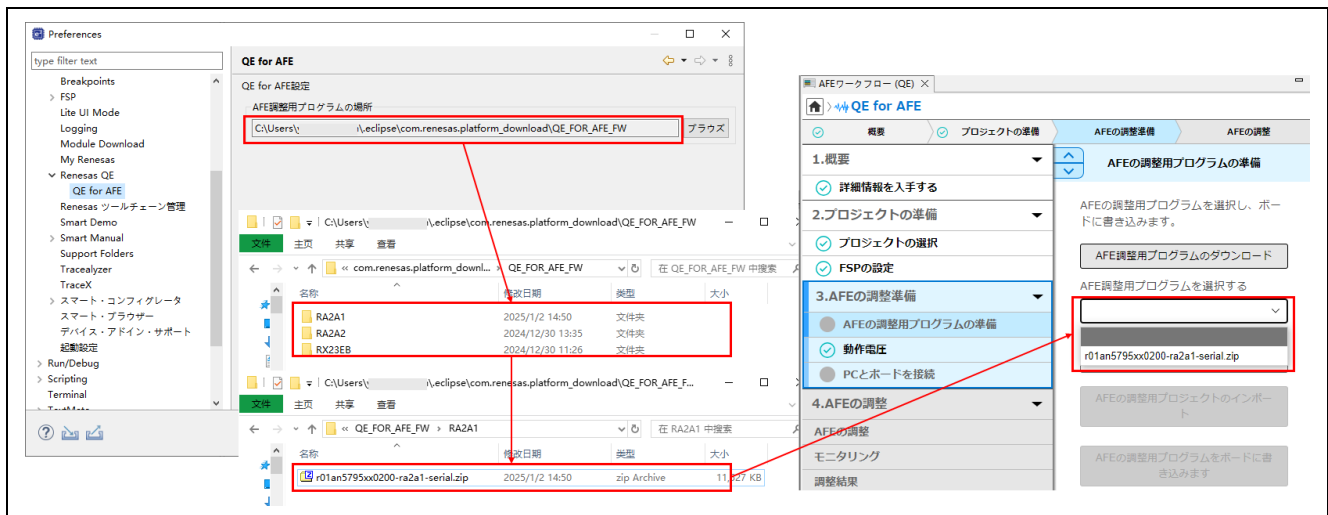 Preferences
type filter text
Breakpoints
FSP
Lite UI Mode
Logging
Module Download
My Renesas
Renesas QE
QE for AFE
Renesas ツールチェーン管理
Smart Demo
Smart Manual
Support Folders
Tracealyzer
TraceX
スマート・コンフィグレータ
スマート・ブラウザー
デバイス・アドイン・サポート
起動設定
Run/Debug
Scripting
Terminal
QE for AFE
QE for AFE設定
AFE調整用プログラムの場所
C:\Users\y \.eclipse\com.renesas.platform_download\QE_FOR_AFE_FW
ブラウズ
C:\Users\y \.eclipse\com.renesas.platform_download\QE_FOR_AFE_FW
文件 主页 共享 查看
« com.renesas.platform_downl... > QE_FOR_AFE_FW
在 QE_FOR_AFE_FW 中搜索
名称 修改日期 类型 大小
RA2A1 2025/1/2 14:50 文件夹
RA2A2 2024/12/30 13:35 文件夹
RX23EB 2024/12/30 11:26 文件夹
C:\Users\y \.eclipse\com.renesas.platform_download\QE_FOR_AFE_F...
文件 主页 共享 查看
« QE_FOR_AFE_FW > RA2A1
在 RA2A1 中搜索
名称 修改日期 类型 大小
r01an5795xx0200-ra2a1-serial.zip 2025/1/2 14:50 zip Archive
AFEワークフロー (QE)
QE for AFE
概要 プロジェクトの準備 AFEの調整準備 AFEの調整
1.概要
詳細情報を入手する
2.プロジェクトの準備
プロジェクトの選択
FSPの設定
3.AFEの調整準備
AFEの調整用プログラムの準備
動作電圧
PCとボードを接続
4.AFEの調整
AFEの調整
モニタリング
調整結果
AFEの調整用プログラムの準備
AFEの調整用プログラムを選択し、ボー
ドに書き込みます。
AFE調整用プログラムのダウンロード
AFE調整用プログラムを選択する
r01an5795xx0200-ra2a1-serial.zip
AFEの調整用プロジェクトのインポー
ト
AFEの調整用プログラムをボードに書
き込みます